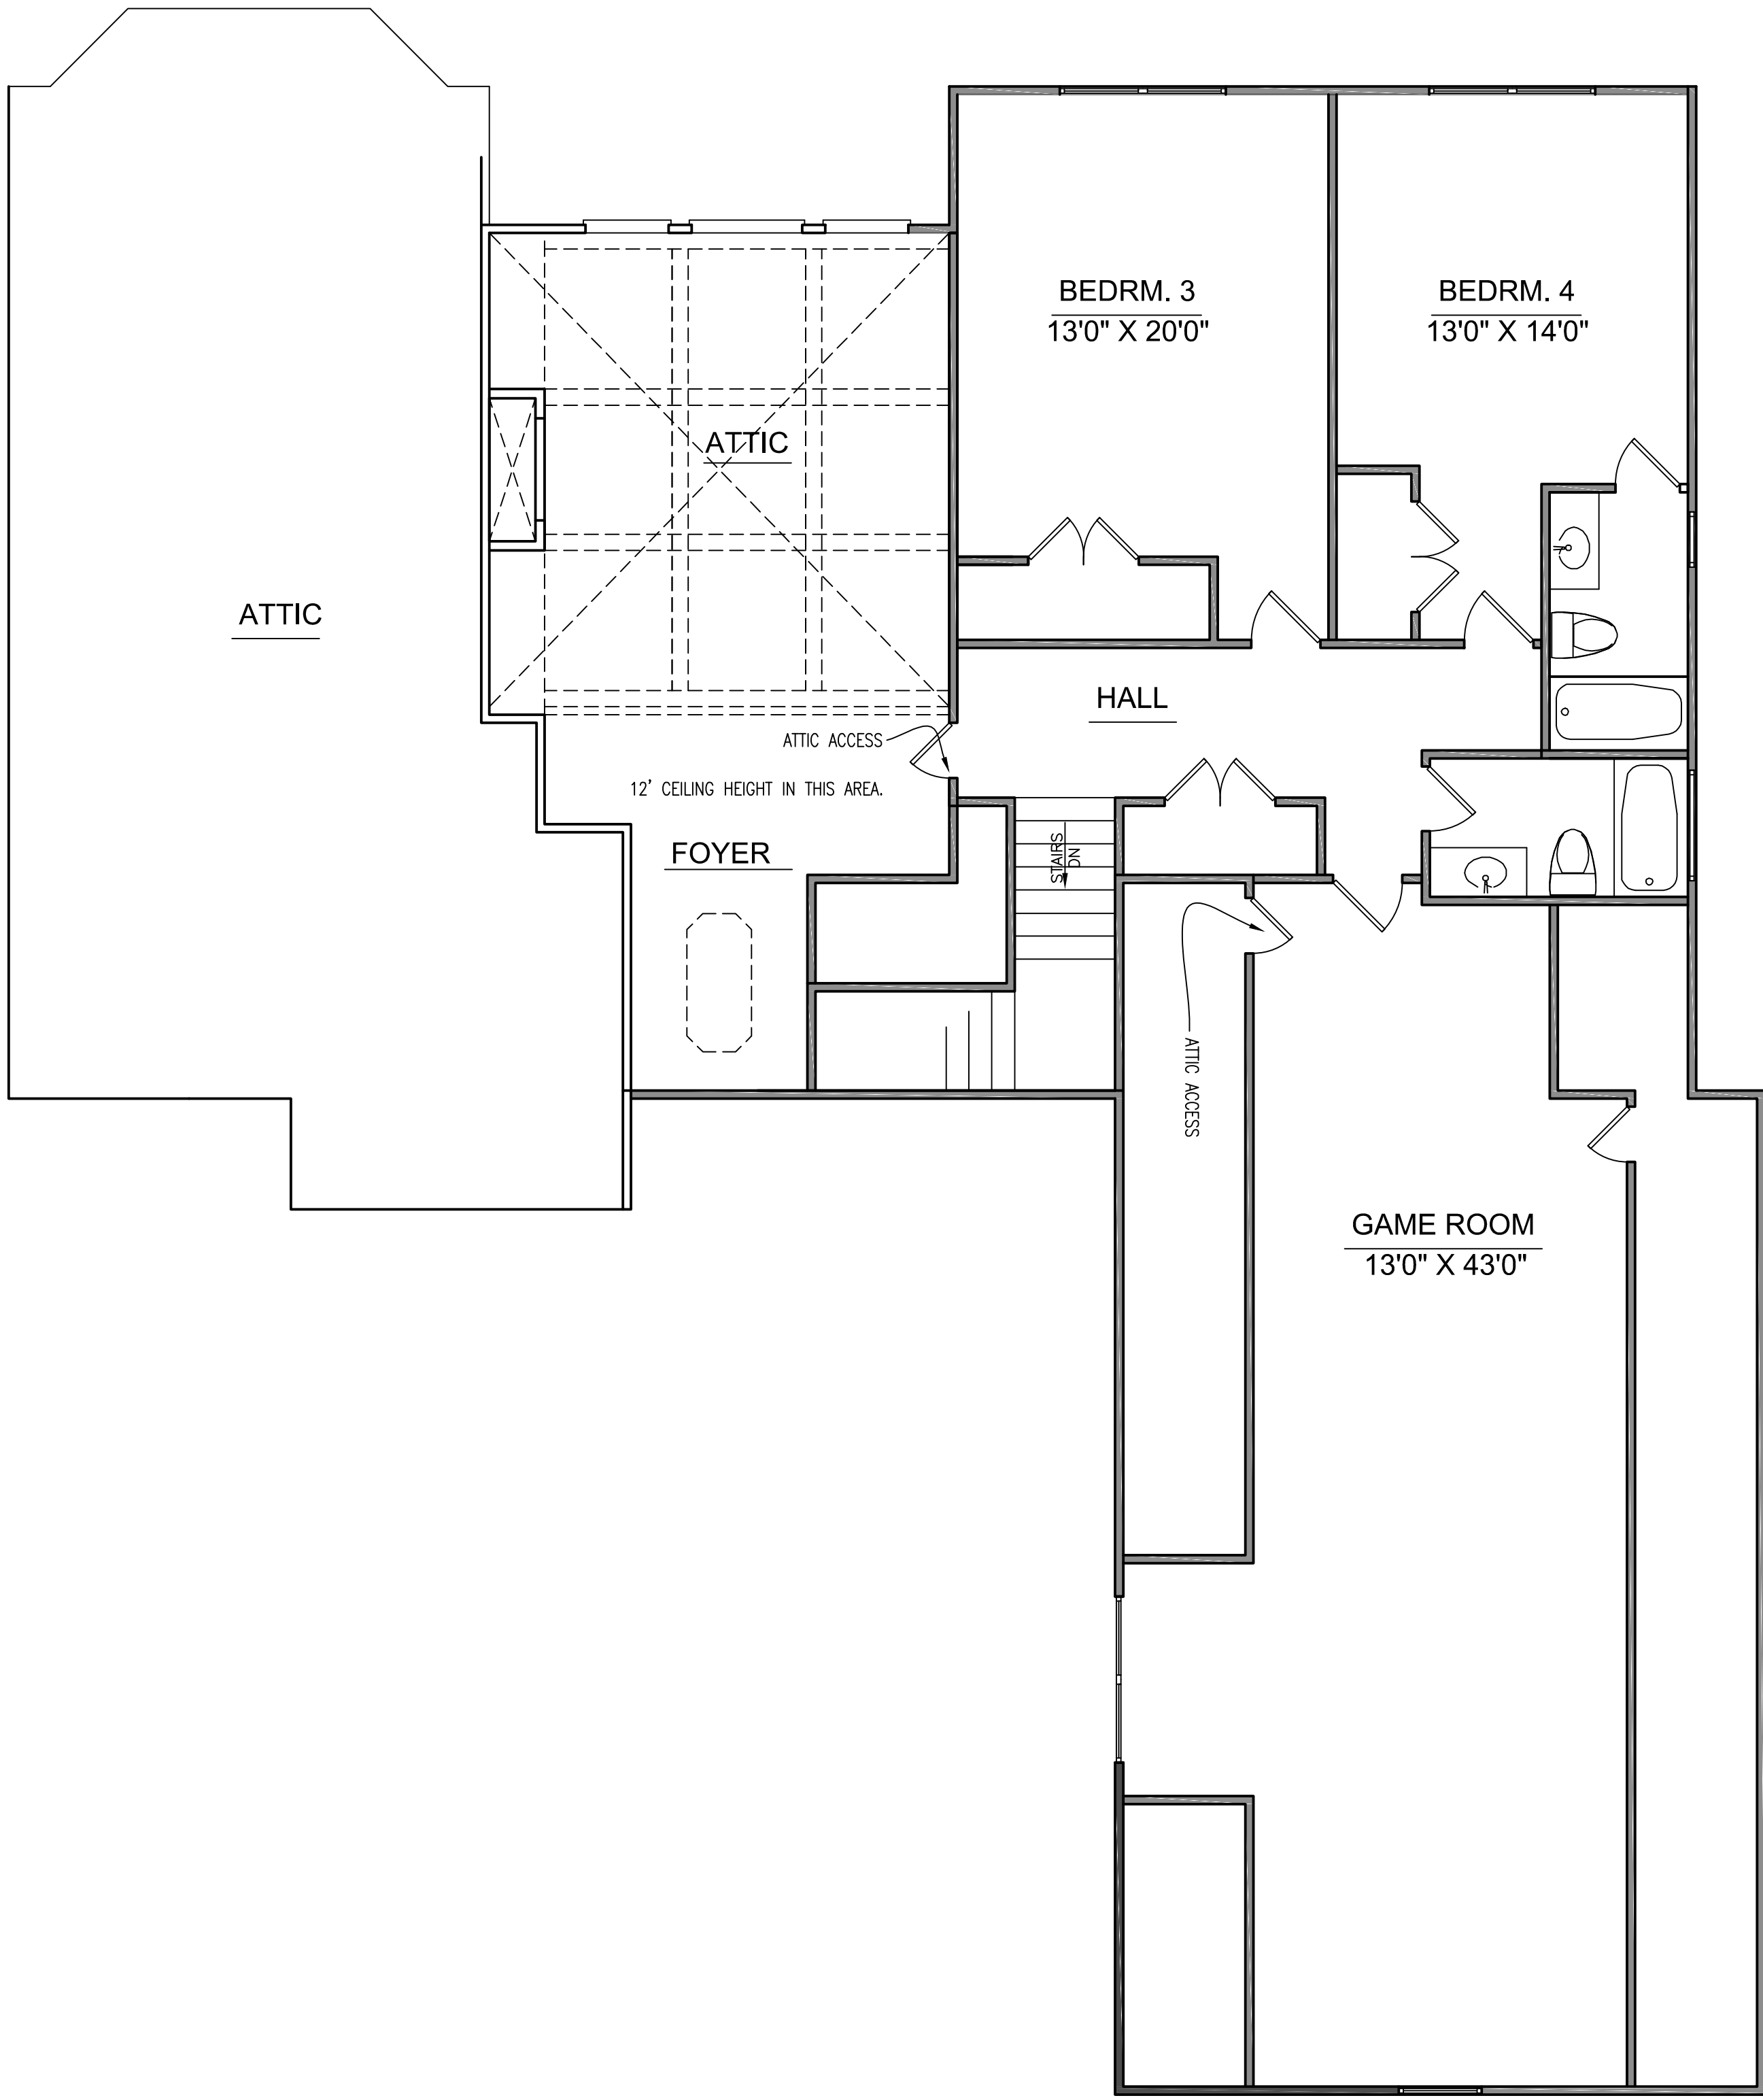 BEDRM. 3
13'0" X 20'0"
BEDRM. 4
13'0" X 14'0"
ATTIC
ATTIC
HALL
ATTIC ACCESS
12' CEILING HEIGHT IN THIS AREA.
FOYER
STAIRS
DN
ATTIC ACCESS
GAME ROOM
13'0" X 43'0"